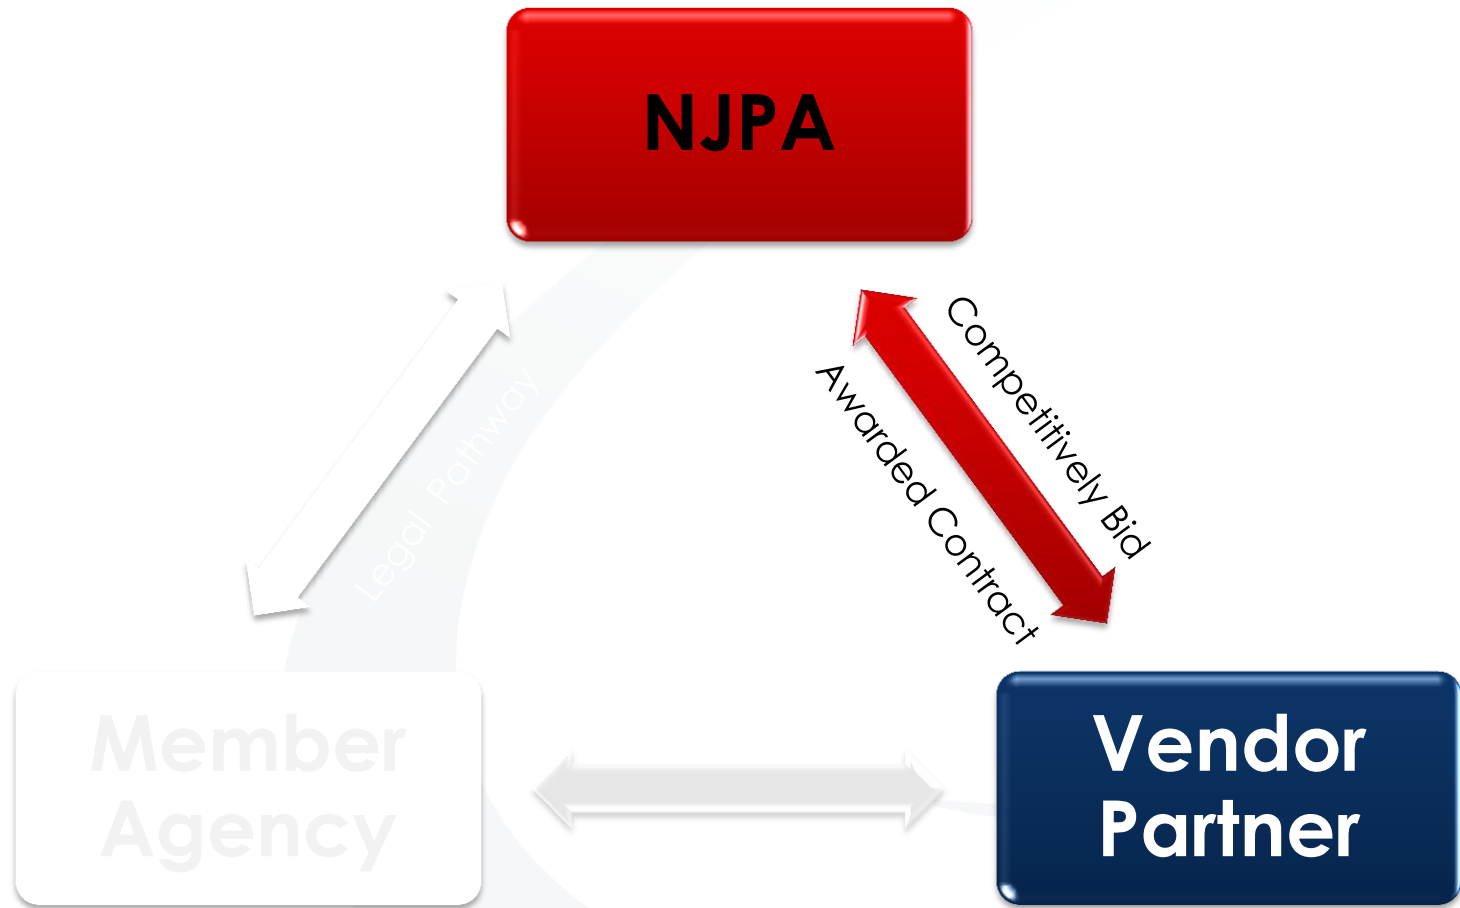 NJPA
Competitively Bid
Awarded Contract
Legal Pathway
Member
Agency
Vendor
Partner